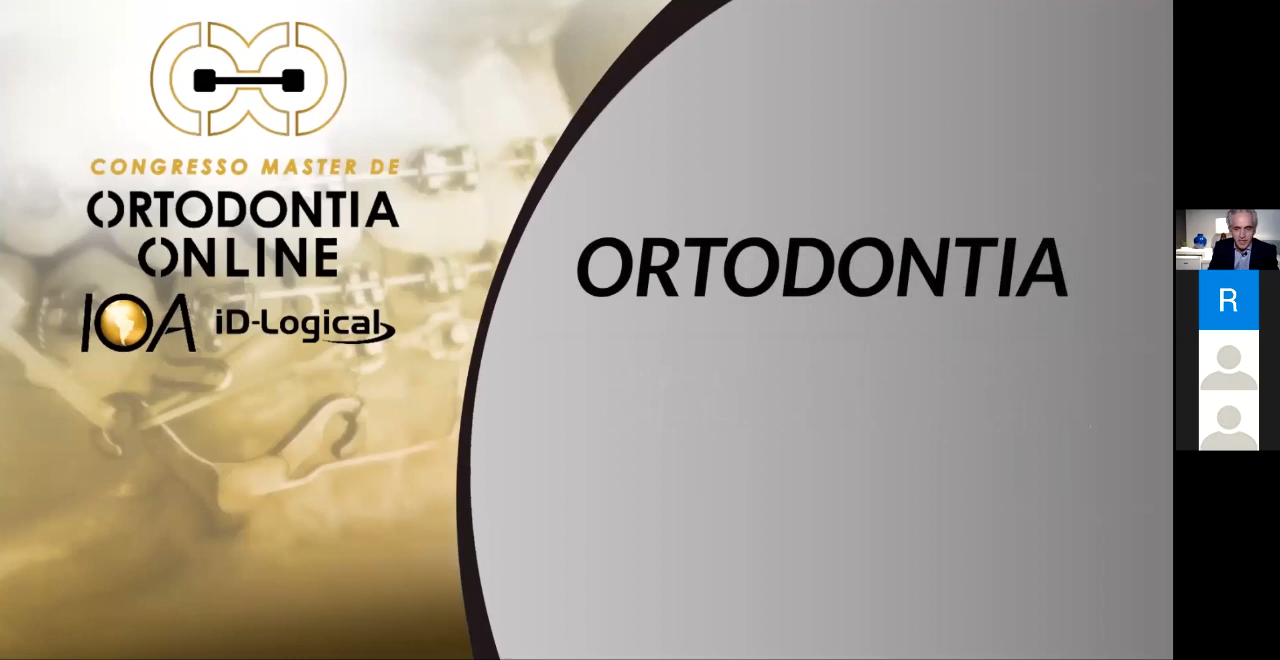 CONGRESSO MASTER DE
ORTODONTIA
ONLINE
IOA iD-Logical
ORTODONTIA
R